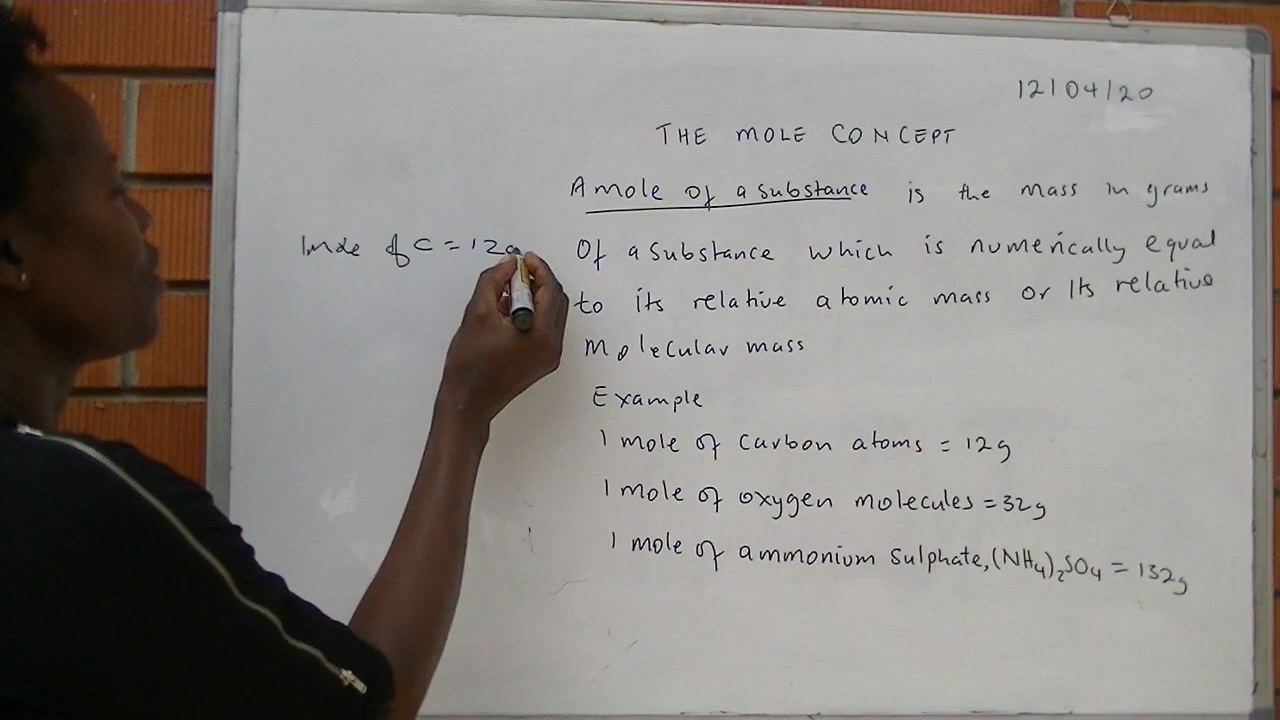 12/04/20
THE MOLE CONCEPT
A mole of a substance is the mass in grams
Of a substance which is numerically equal
to its relative atomic mass or its relative
Molecular mass
Example
1 mole of carbon atoms = 12g
1 mole of oxygen molecules = 32g
1 mole of ammonium sulphate, (NH₄)₂SO₄ = 132g
1mole of C = 12g